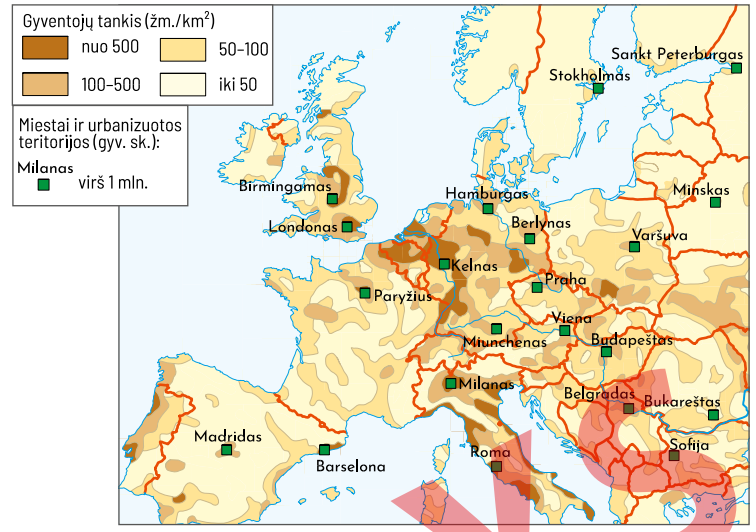 Gyventojų tankis (žm./km²)
nuo 500
50–100
100–500
iki 50
Miestai ir urbanizuotos
teritorijos (gyv. sk.):
Milanas
virš 1 mln.
Sankt Peterburgas
Stokholmas
Minskas
Birmingamas
Hamburgas
Londonas
Berlynas
Varšuva
Kelnas
Praha
Paryžius
Viena
Miunchenas
Budapeštas
Milanas
Belgradas
Bukareštas
Madridas
Roma
Sofija
Barselona